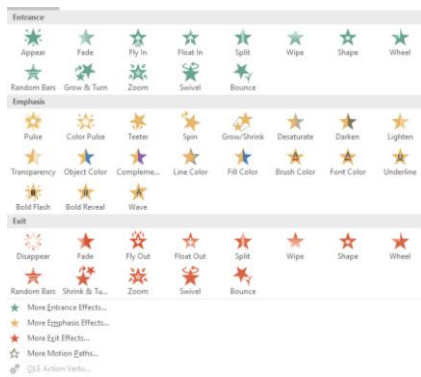 Entrance
Appear Fade Fly In Float In Split Wipe Shape Wheel
Random Bars Grow & Turn Zoom Swivel Bounce
Emphasis
Pulse Color Pulse Teeter Spin Grow/Shrink Desaturate Darken Lighten
Transparency Object Color Compleme... Line Color Fill Color Brush Color Font Color Underline
Bold Flash Bold Reveal Wave
Exit
Disappear Fade Fly Out Float Out Split Wipe Shape Wheel
Random Bars Shrink & Tu... Zoom Swivel Bounce
More Entrance Effects...
More Emphasis Effects...
More Exit Effects...
More Motion Paths...
OLE Action Verbs...